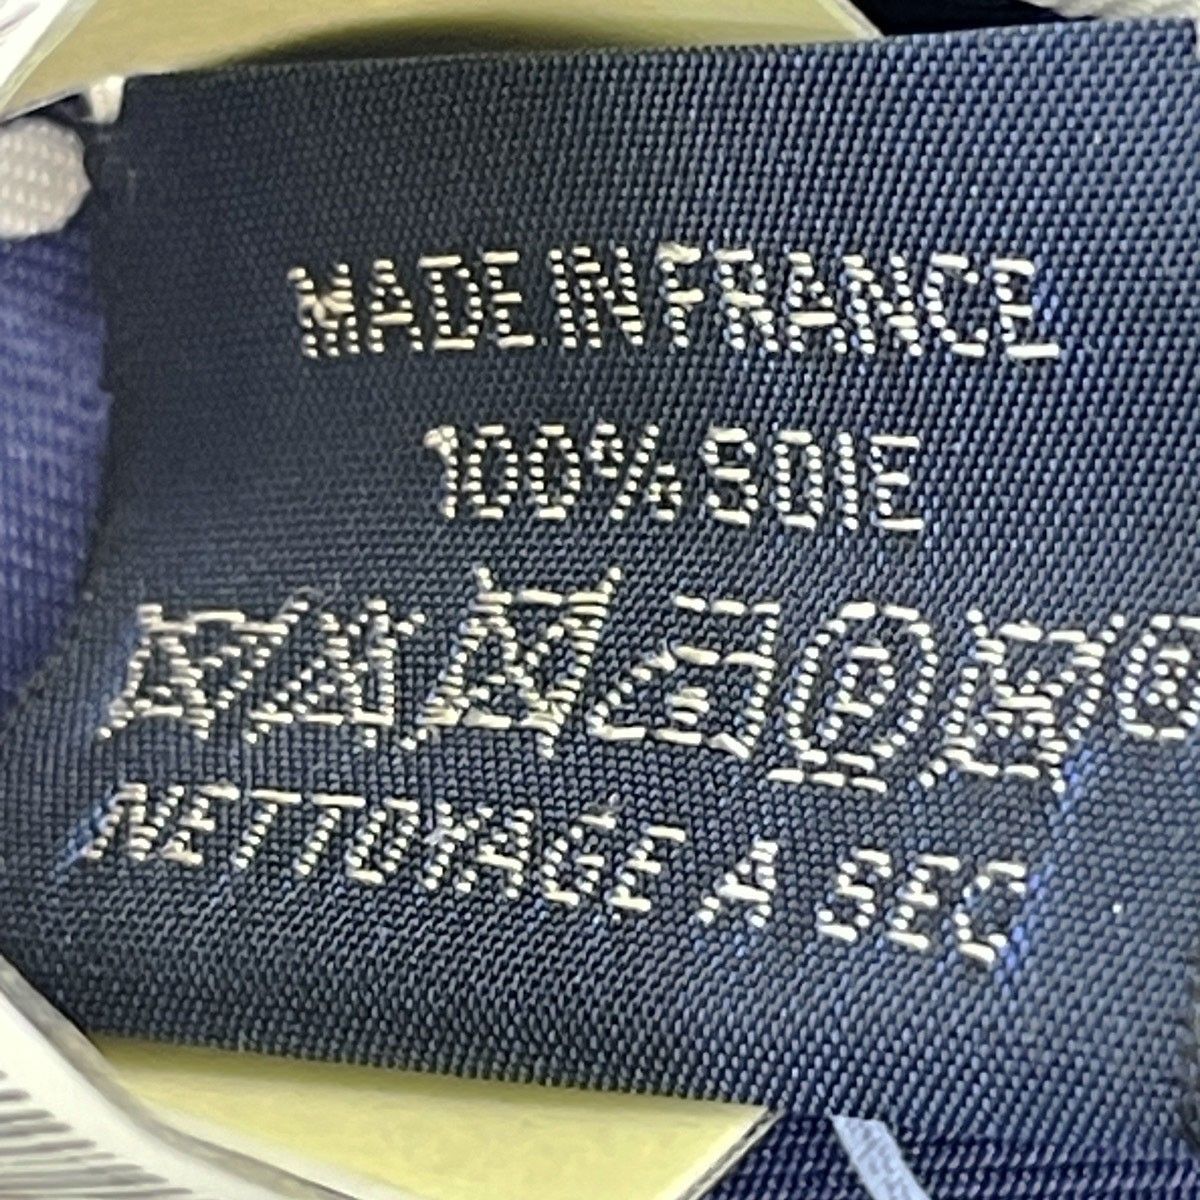 MADE IN FRANCE
100% SOIE
P
NETTOYAGE A SEC